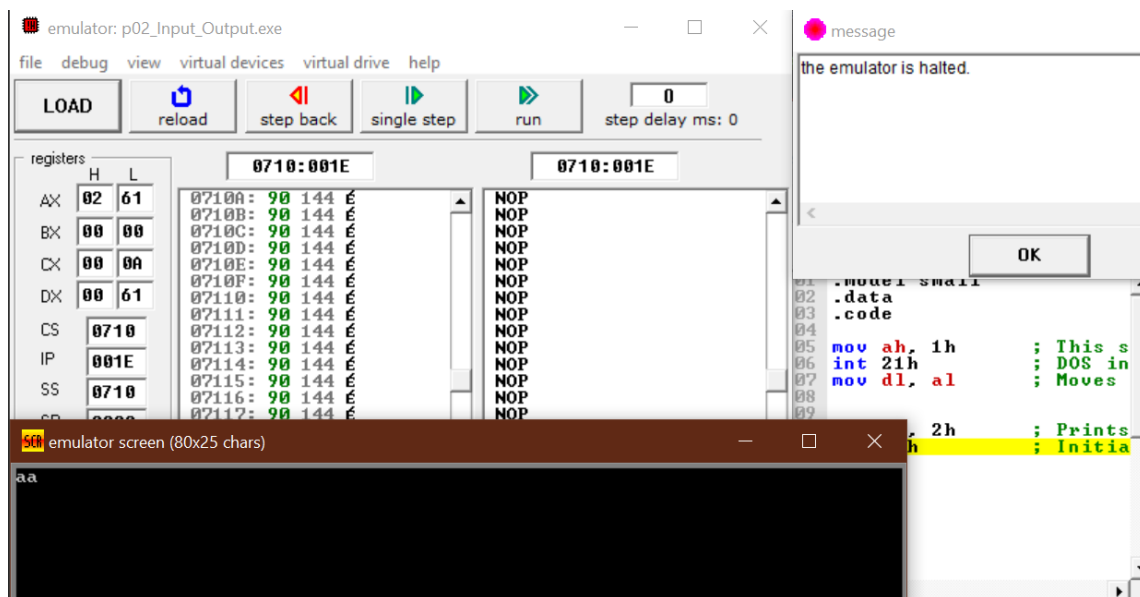 emulator: p02_Input_Output.exe
file debug view virtual devices virtual drive help
LOAD
reload
step back
single step
run
0
step delay ms: 0
registers
H L
AX 02 61
BX 00 00
CX 00 0A
DX 00 61
CS 0710
IP 001E
SS 0710
0710:001E
0710A: 90 144 É
0710B: 90 144 É
0710C: 90 144 É
0710D: 90 144 É
0710E: 90 144 É
0710F: 90 144 É
07110: 90 144 É
07111: 90 144 É
07112: 90 144 É
07113: 90 144 É
07114: 90 144 É
07115: 90 144 É
07116: 90 144 É
07117: 90 144 É
0710:001E
NOP
NOP
NOP
NOP
NOP
NOP
NOP
NOP
NOP
NOP
NOP
NOP
NOP
NOP
message
the emulator is halted.
OK
01 .model small
02 .data
03 .code
04
05 mov ah, 1h ; This s
06 int 21h ; DOS in
07 mov dl, al ; Moves
08
09
, 2h ; Prints
h ; Initia
SCR emulator screen (80x25 chars)
aa